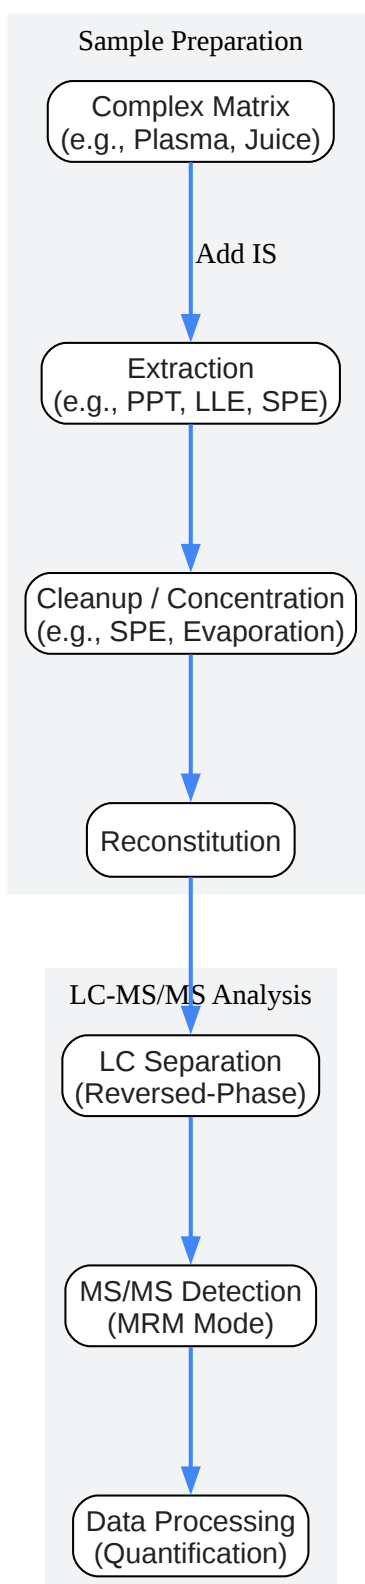 Sample Preparation
Complex Matrix
(e.g., Plasma, Juice)
Add IS
Extraction
(e.g., PPT, LLE, SPE)
Cleanup / Concentration
(e.g., SPE, Evaporation)
Reconstitution
LC-MS/MS Analysis
LC Separation
(Reversed-Phase)
MS/MS Detection
(MRM Mode)
Data Processing
(Quantification)